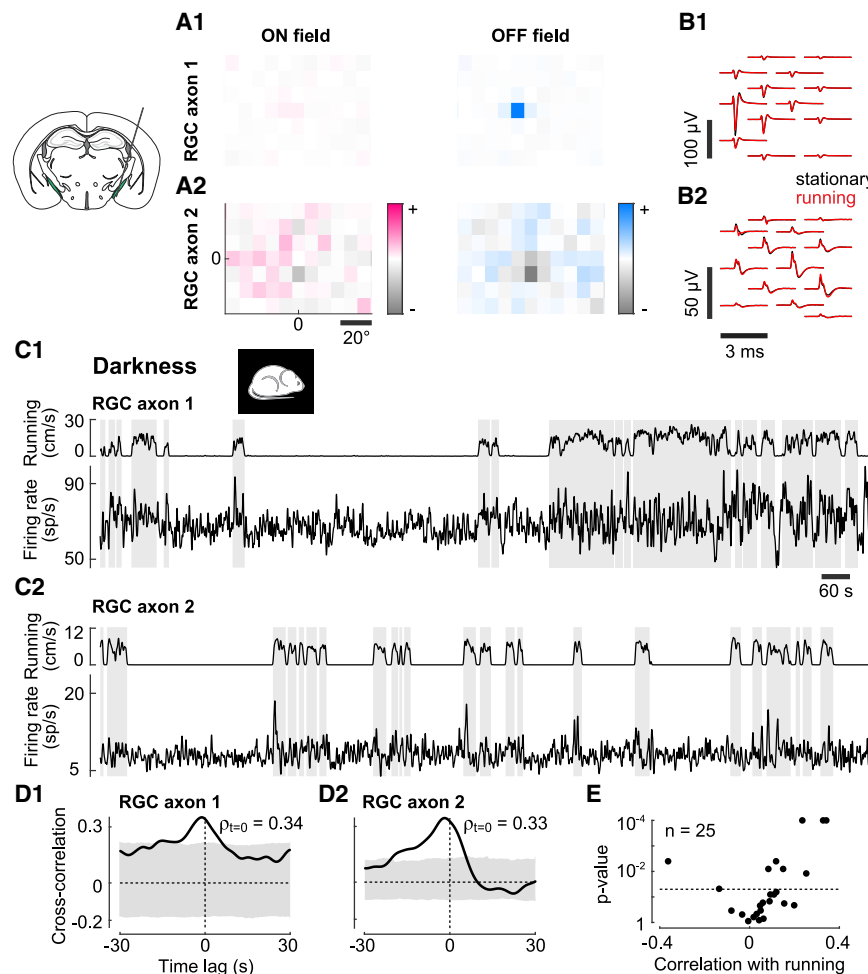 A1
ON field
OFF field
B1
RGC axon 1
100 µV
A2
RGC axon 2
0
0
20°
+
-
+
-
stationary
running
B2
50 µV
3 ms
C1
Darkness
RGC axon 1
Running
(cm/s)
30
0
Firing rate
(sp/s)
90
50
60 s
C2
RGC axon 2
Running
(cm/s)
12
0
Firing rate
(sp/s)
20
5
D1
RGC axon 1
ρt=0 = 0.34
Cross-correlation
0.3
0
-0.2
-30
0
30
Time lag (s)
D2
RGC axon 2
ρt=0 = 0.33
-30
0
30
E
n = 25
p-value
10-4
10-2
1
-0.4
0
0.4
Correlation with running